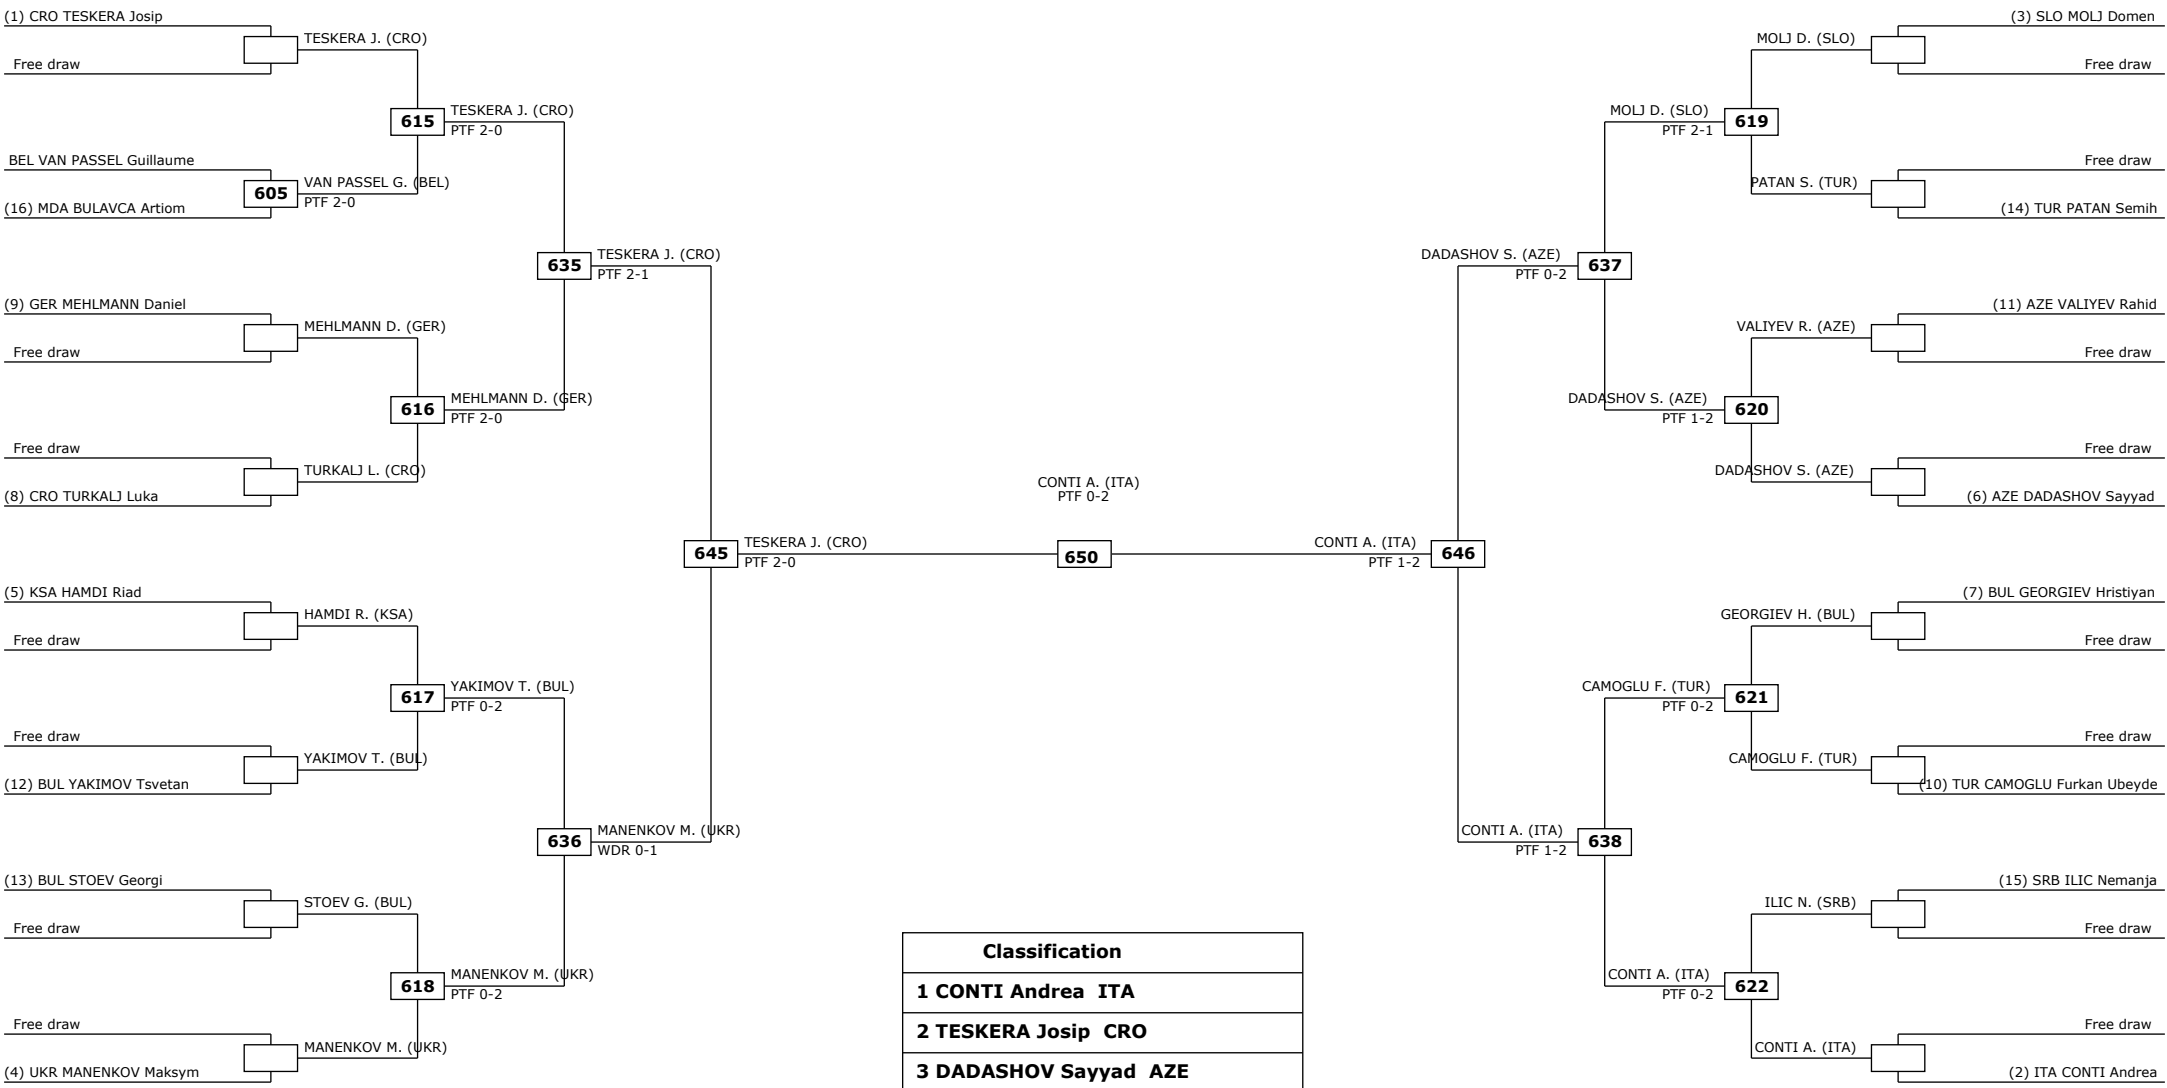 (1) CRO TESKERA Josip
TESKERA J. (CRO)
Free draw
615
TESKERA J. (CRO)
PTF 2-0
BEL VAN PASSEL Guillaume
605
VAN PASSEL G. (BEL)
PTF 2-0
(16) MDA BULAVCA Artiom
635
TESKERA J. (CRO)
PTF 2-1
(9) GER MEHLMANN Daniel
MEHLMANN D. (GER)
Free draw
616
MEHLMANN D. (GER)
PTF 2-0
Free draw
TURKALJ L. (CRO)
(8) CRO TURKALJ Luka
645
TESKERA J. (CRO)
PTF 2-0
(5) KSA HAMDI Riad
HAMDI R. (KSA)
Free draw
617
YAKIMOV T. (BUL)
PTF 0-2
Free draw
YAKIMOV T. (BUL)
(12) BUL YAKIMOV Tsvetan
636
MANENKOV M. (UKR)
WDR 0-1
(13) BUL STOEV Georgi
STOEV G. (BUL)
Free draw
618
MANENKOV M. (UKR)
PTF 0-2
Free draw
MANENKOV M. (UKR)
(4) UKR MANENKOV Maksym
CONTI A. (ITA)
PTF 0-2
650
(3) SLO MOLJ Domen
MOLJ D. (SLO)
Free draw
MOLJ D. (SLO)
PTF 2-1
619
Free draw
PATAN S. (TUR)
(14) TUR PATAN Semih
DADASHOV S. (AZE)
PTF 0-2
637
(11) AZE VALIYEV Rahid
VALIYEV R. (AZE)
Free draw
DADASHOV S. (AZE)
PTF 1-2
620
Free draw
DADASHOV S. (AZE)
(6) AZE DADASHOV Sayyad
CONTI A. (ITA)
PTF 1-2
646
(7) BUL GEORGIEV Hristiyan
GEORGIEV H. (BUL)
Free draw
CAMOGLU F. (TUR)
PTF 0-2
621
Free draw
CAMOGLU F. (TUR)
(10) TUR CAMOGLU Furkan Ubeyde
CONTI A. (ITA)
PTF 1-2
638
(15) SRB ILIC Nemanja
ILIC N. (SRB)
Free draw
CONTI A. (ITA)
PTF 0-2
622
Free draw
CONTI A. (ITA)
(2) ITA CONTI Andrea
Classification
1 CONTI Andrea ITA
2 TESKERA Josip CRO
3 DADASHOV Sayyad AZE